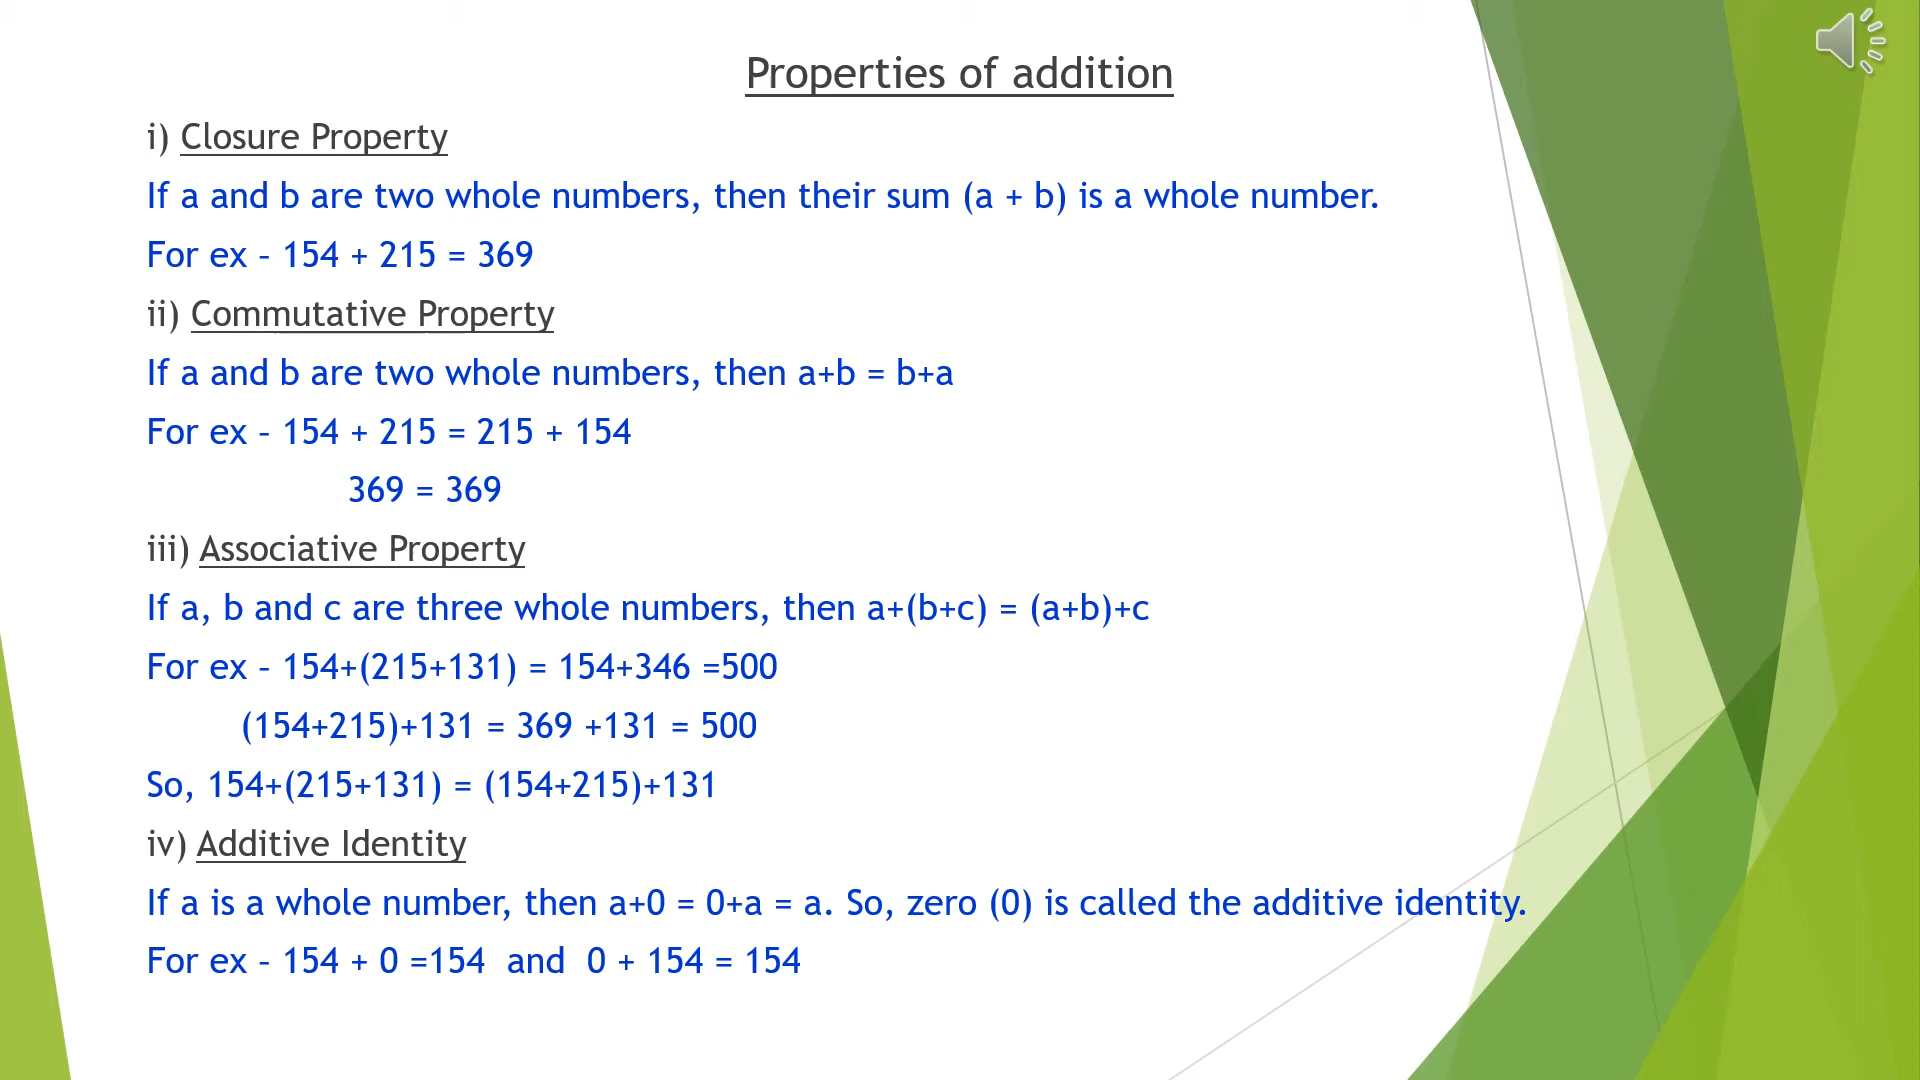 Properties of addition
i) Closure Property
If a and b are two whole numbers, then their sum (a + b) is a whole number.
For ex – 154 + 215 = 369
ii) Commutative Property
If a and b are two whole numbers, then a+b = b+a
For ex – 154 + 215 = 215 + 154
369 = 369
iii) Associative Property
If a, b and c are three whole numbers, then a+(b+c) = (a+b)+c
For ex – 154+(215+131) = 154+346 =500
(154+215)+131 = 369 +131 = 500
So, 154+(215+131) = (154+215)+131
iv) Additive Identity
If a is a whole number, then a+0 = 0+a = a. So, zero (0) is called the additive identity.
For ex – 154 + 0 =154  and  0 + 154 = 154